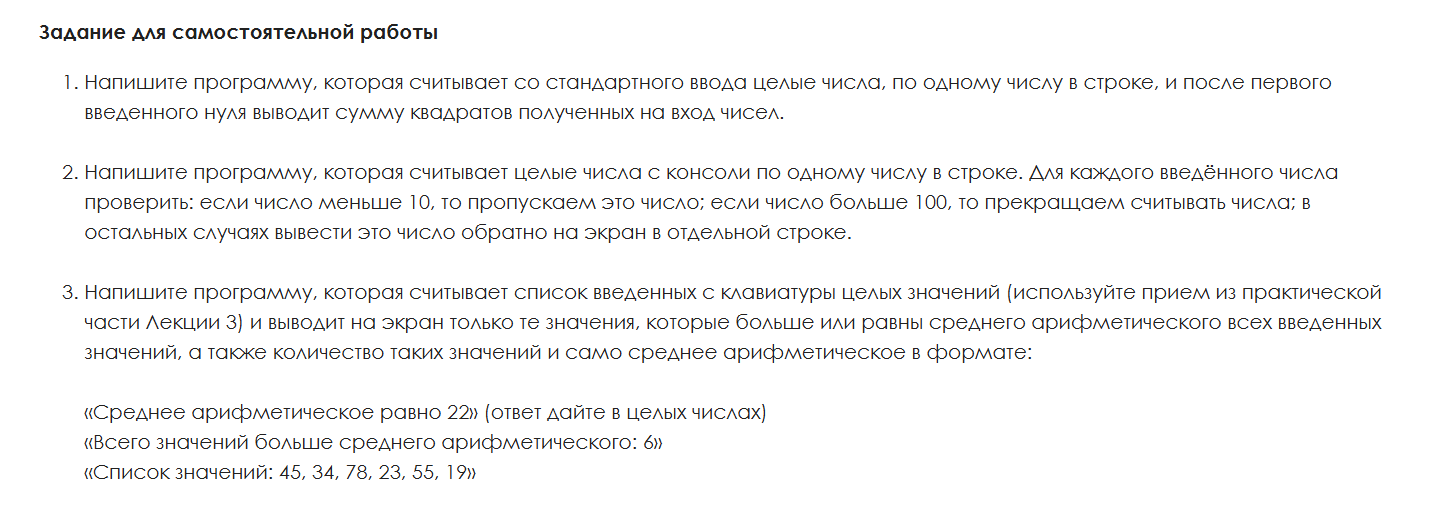 Задание для самостоятельной работы
1. Напишите программу, которая считывает со стандартного ввода целые числа, по одному числу в строке, и после первого
введенного нуля выводит сумму квадратов полученных на вход чисел.
2. Напишите программу, которая считывает целые числа с консоли по одному числу в строке. Для каждого введённого числа
проверить: если число меньше 10, то пропускаем это число; если число больше 100, то прекращаем считывать числа; в
остальных случаях вывести это число обратно на экран в отдельной строке.
3. Напишите программу, которая считывает список введенных с клавиатуры целых значений (используйте прием из практической
части Лекции 3) и выводит на экран только те значения, которые больше или равны среднего арифметического всех введенных
значений, а также количество таких значений и само среднее арифметическое в формате:
«Среднее арифметическое равно 22» (ответ дайте в целых числах)
«Всего значений больше среднего арифметического: 6»
«Список значений: 45, 34, 78, 23, 55, 19»